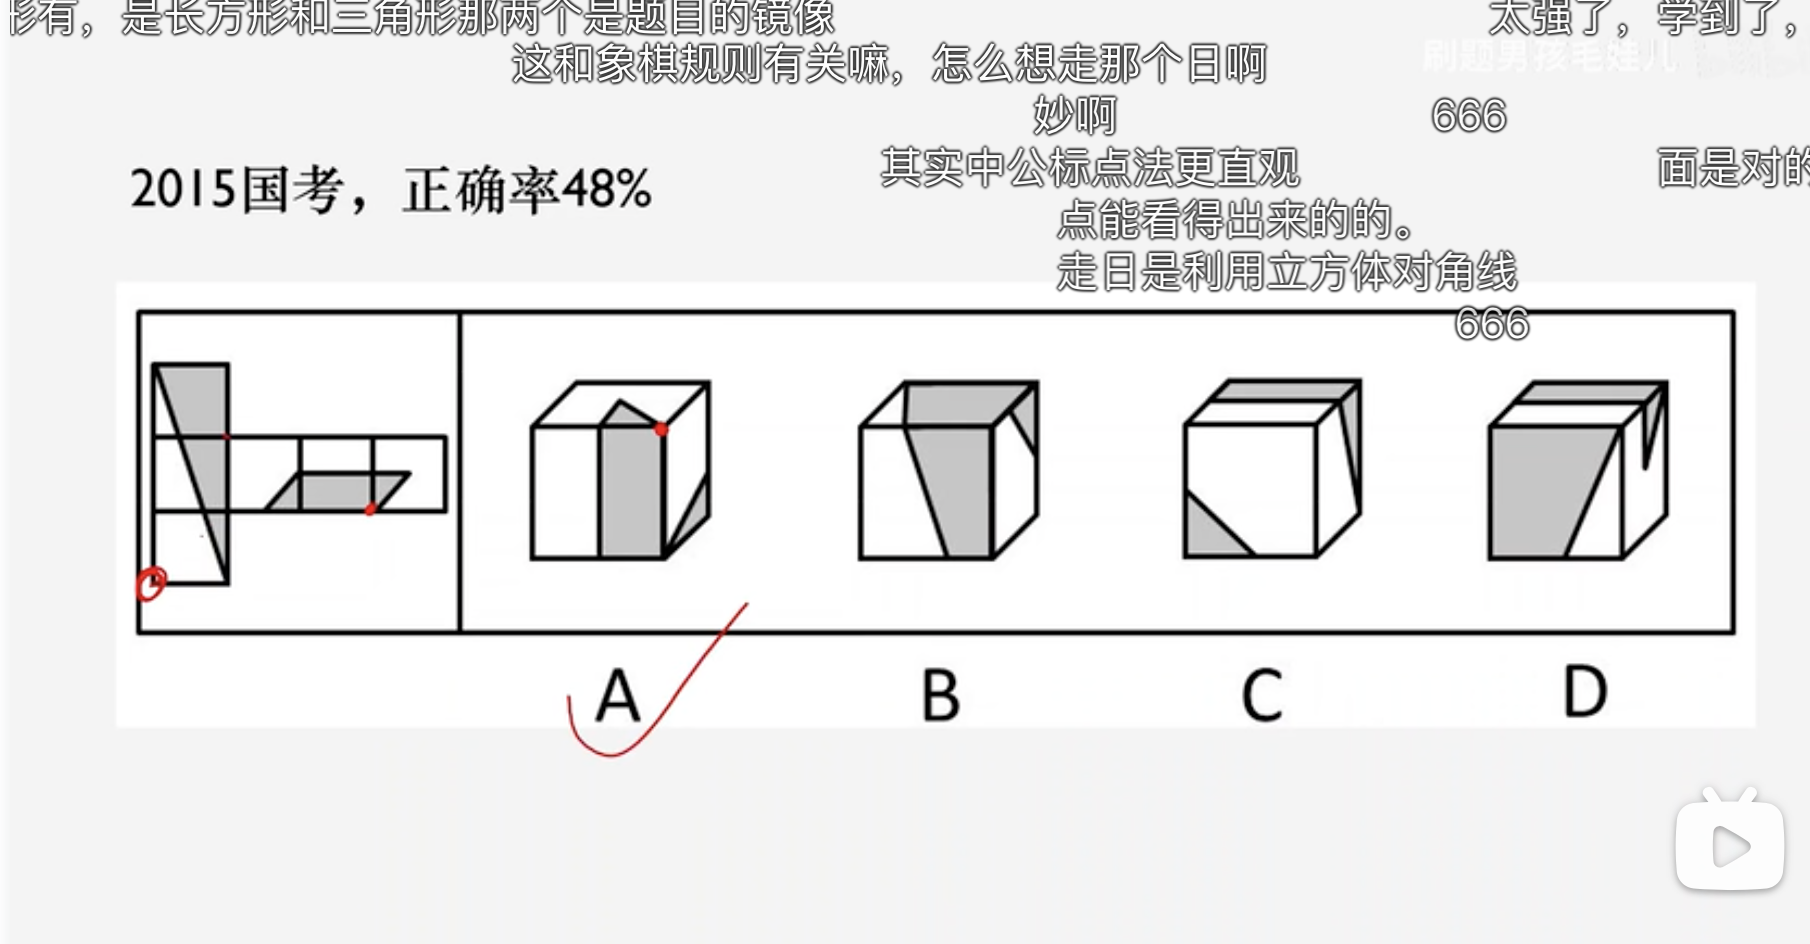 形有，是长方形和三角形那两个是题目的镜像
太强了，学到了，
这和象棋规则有关嘛，怎么想走那个日啊
刷题男孩毛娃儿
妙啊
666
其实中公标点法更直观
面是对的
2015国考，正确率48%
点能看得出来的的。
走日是利用立方体对角线
666
A
B
C
D